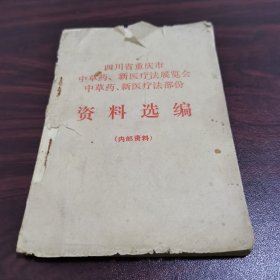 四川省重庆市
中草药、新医疗法展览会
中草药、新医疗法部份
资料选编
(内部资料)